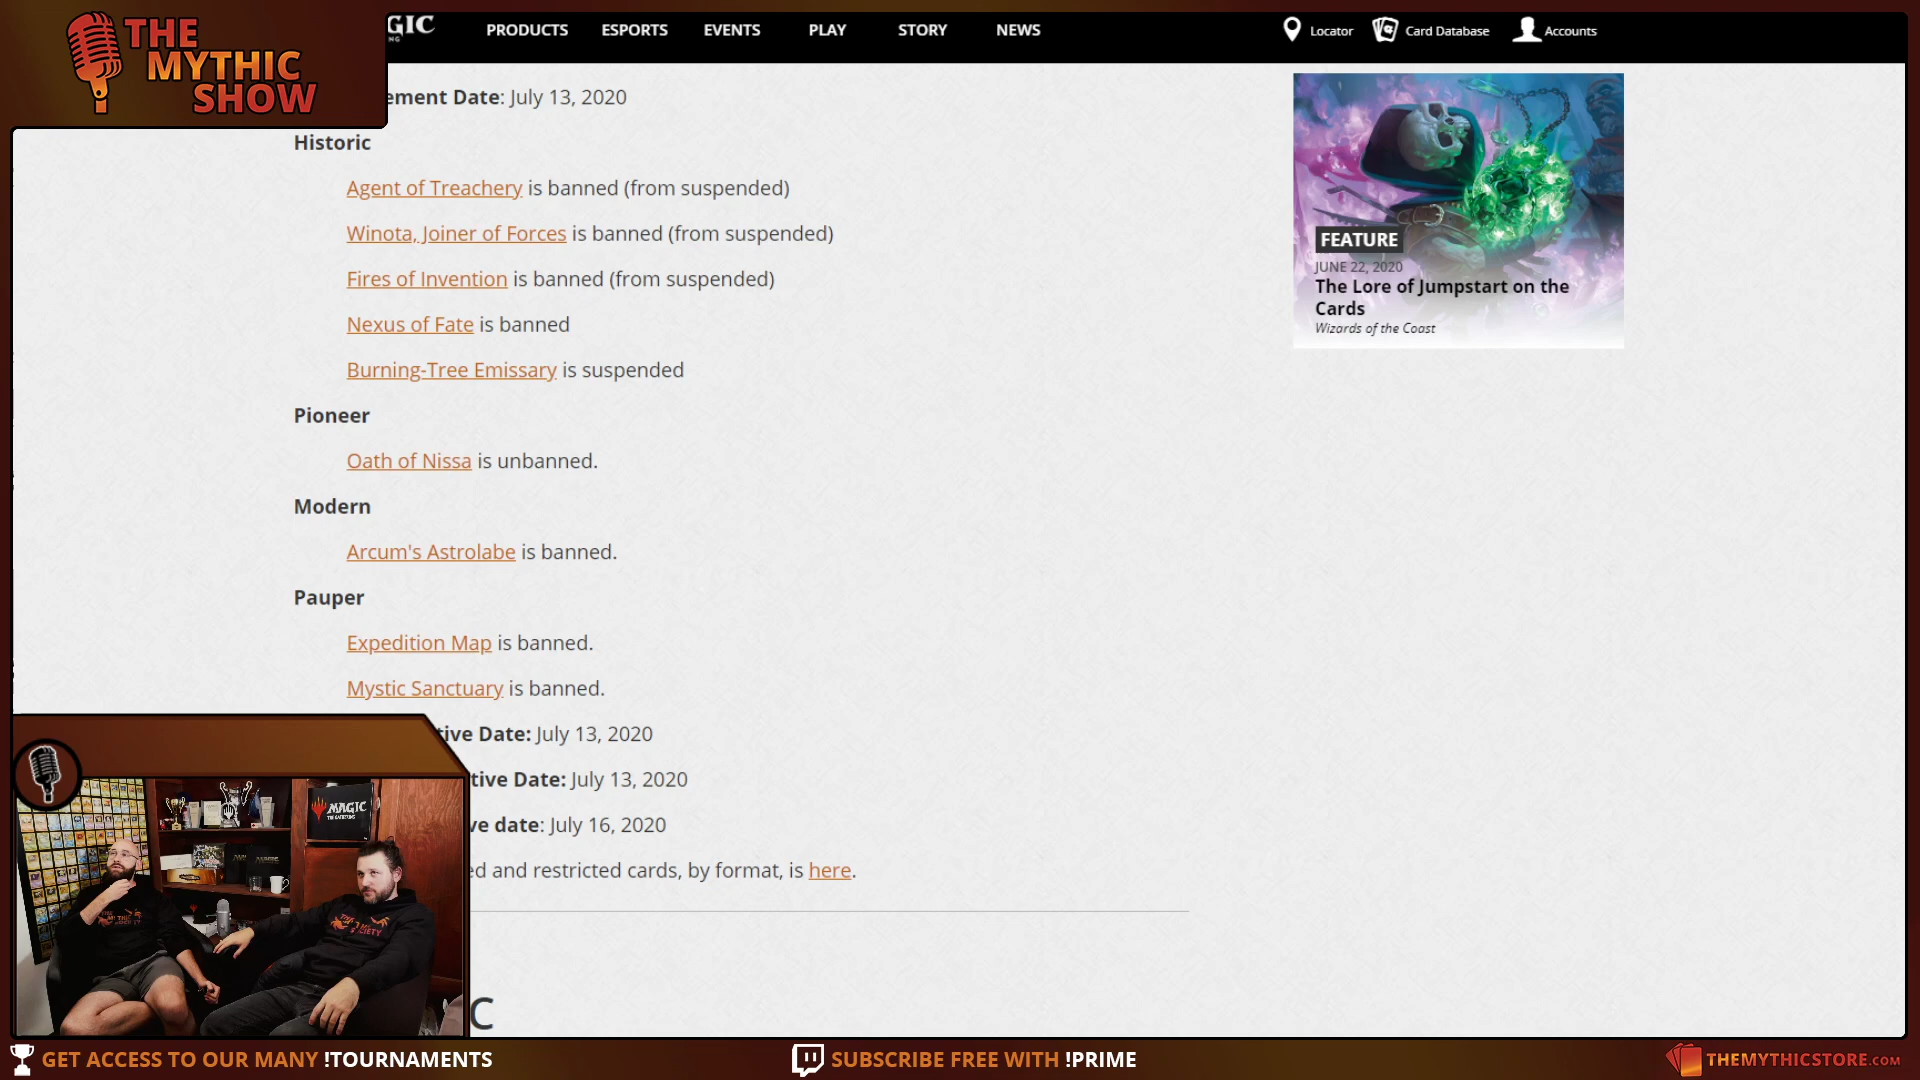 THE
MYTHIC
SHOW
GIC
PRODUCTS ESPORTS EVENTS PLAY STORY NEWS
Locator Card Database Accounts
ement Date: July 13, 2020
Historic
Agent of Treachery is banned (from suspended)
Winota, Joiner of Forces is banned (from suspended)
Fires of Invention is banned (from suspended)
Nexus of Fate is banned
Burning-Tree Emissary is suspended
Pioneer
Oath of Nissa is unbanned.
Modern
Arcum's Astrolabe is banned.
Pauper
Expedition Map is banned.
Mystic Sanctuary is banned.
tive Date: July 13, 2020
tive Date: July 13, 2020
ve date: July 16, 2020
ed and restricted cards, by format, is here.
C
FEATURE
JUNE 22, 2020
The Lore of Jumpstart on the
Cards
Wizards of the Coast
MAGIC
THE GATHERING
GET ACCESS TO OUR MANY !TOURNAMENTS
SUBSCRIBE FREE WITH !PRIME
THEMYTHICSTORE.COM